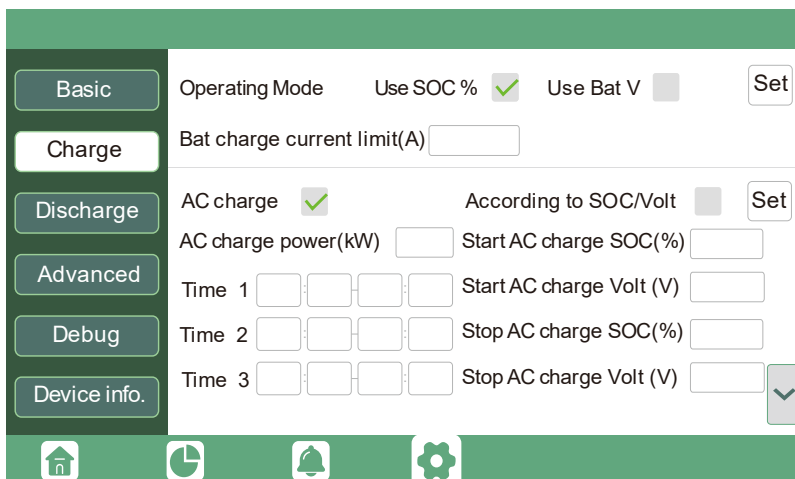 Basic
Charge
Discharge
Advanced
Debug
Device info.
Operating Mode Use SOC % Use Bat V Set
Bat charge current limit(A)
AC charge According to SOC/Volt Set
AC charge power(kW) Start AC charge SOC(%)
Time 1 : - : Start AC charge Volt (V)
Time 2 : - : Stop AC charge SOC(%)
Time 3 : - : Stop AC charge Volt (V)